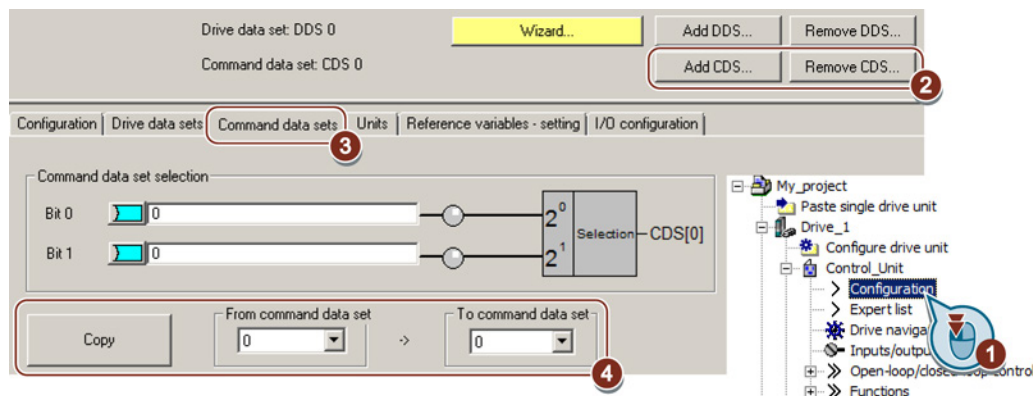 Drive data set: DDS 0 Wizard... Add DDS... Remove DDS...
Command data set: CDS 0 Add CDS... Remove CDS...
2
Configuration Drive data sets Command data sets Units Reference variables - setting I/O configuration
3
Command data set selection
Bit 0 0 2^0
Selection CDS[0]
Bit 1 0 2^1
From command data set To command data set
Copy 0 -> 0
4
My_project
Paste single drive unit
Drive_1
Configure drive unit
Control_Unit
Configuration
Expert list
Drive
Inputs/outpu
1
Open-loop/closed-loop control
Functions